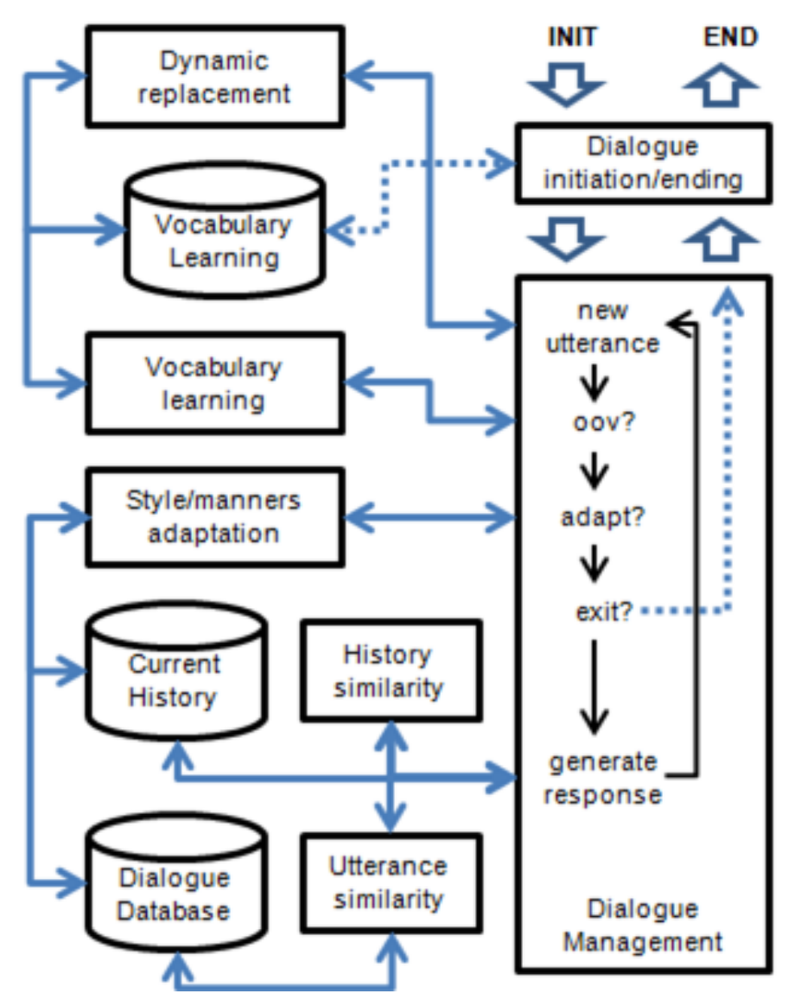 INIT
END
Dynamic
replacement
Dialogue
initiation/ending
Vocabulary
Learning
new
utterance
Vocabulary
learning
oov?
Style/manners
adaptation
adapt?
exit?
Current
History
History
similarity
generate
response
Dialogue
Database
Utterance
similarity
Dialogue
Management